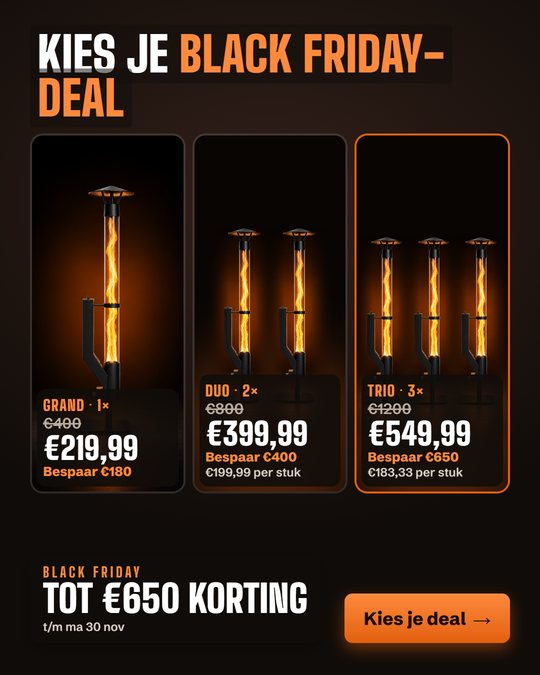 KIES JE BLACK FRIDAY-
DEAL
GRAND · 1×
€400
€219,99
Bespaar €180
DUO · 2×
€800
€399,99
Bespaar €400
€199,99 per stuk
TRIO · 3×
€1200
€549,99
Bespaar €650
€183,33 per stuk
BLACK FRIDAY
TOT €650 KORTING
t/m ma 30 nov
Kies je deal →